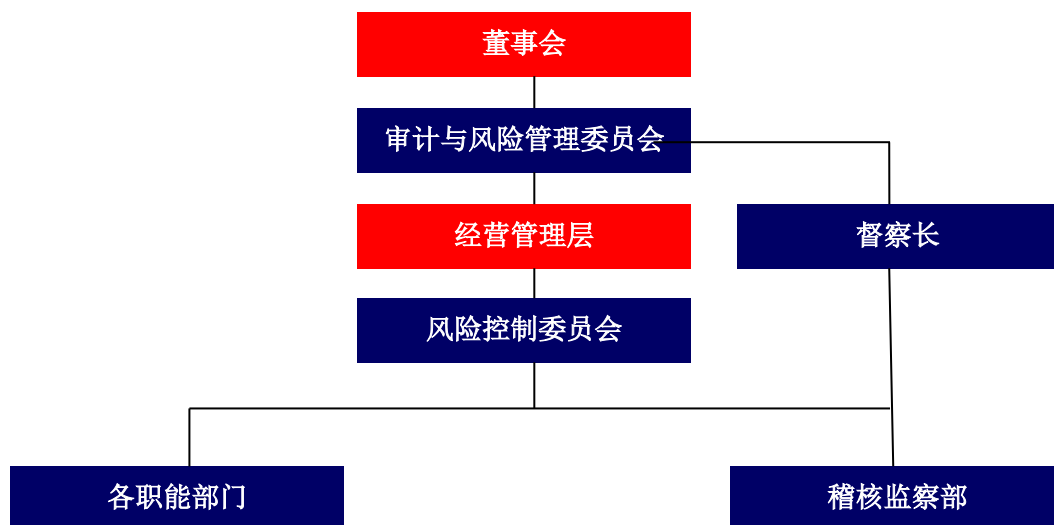 董事会
审计与风险管理委员会
经营管理层
督察长
风险控制委员会
各职能部门
稽核监察部